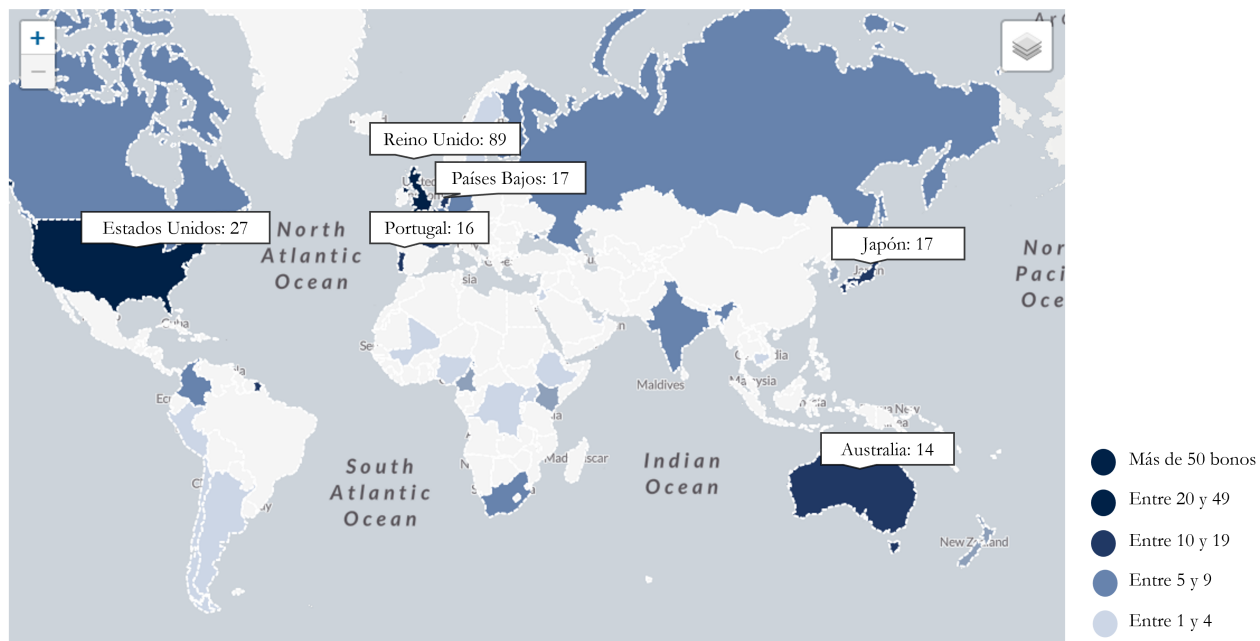 +
−
Reino Unido: 89
Países Bajos: 17
Estados Unidos: 27
Portugal: 16
Japón: 17
North
Atlantic
Ocean
Japan
Cuba
Maldives
Australia: 14
South
Atlantic
Ocean
Indian
Ocean
Más de 50 bonos
Entre 20 y 49
Entre 10 y 19
Entre 5 y 9
Entre 1 y 4